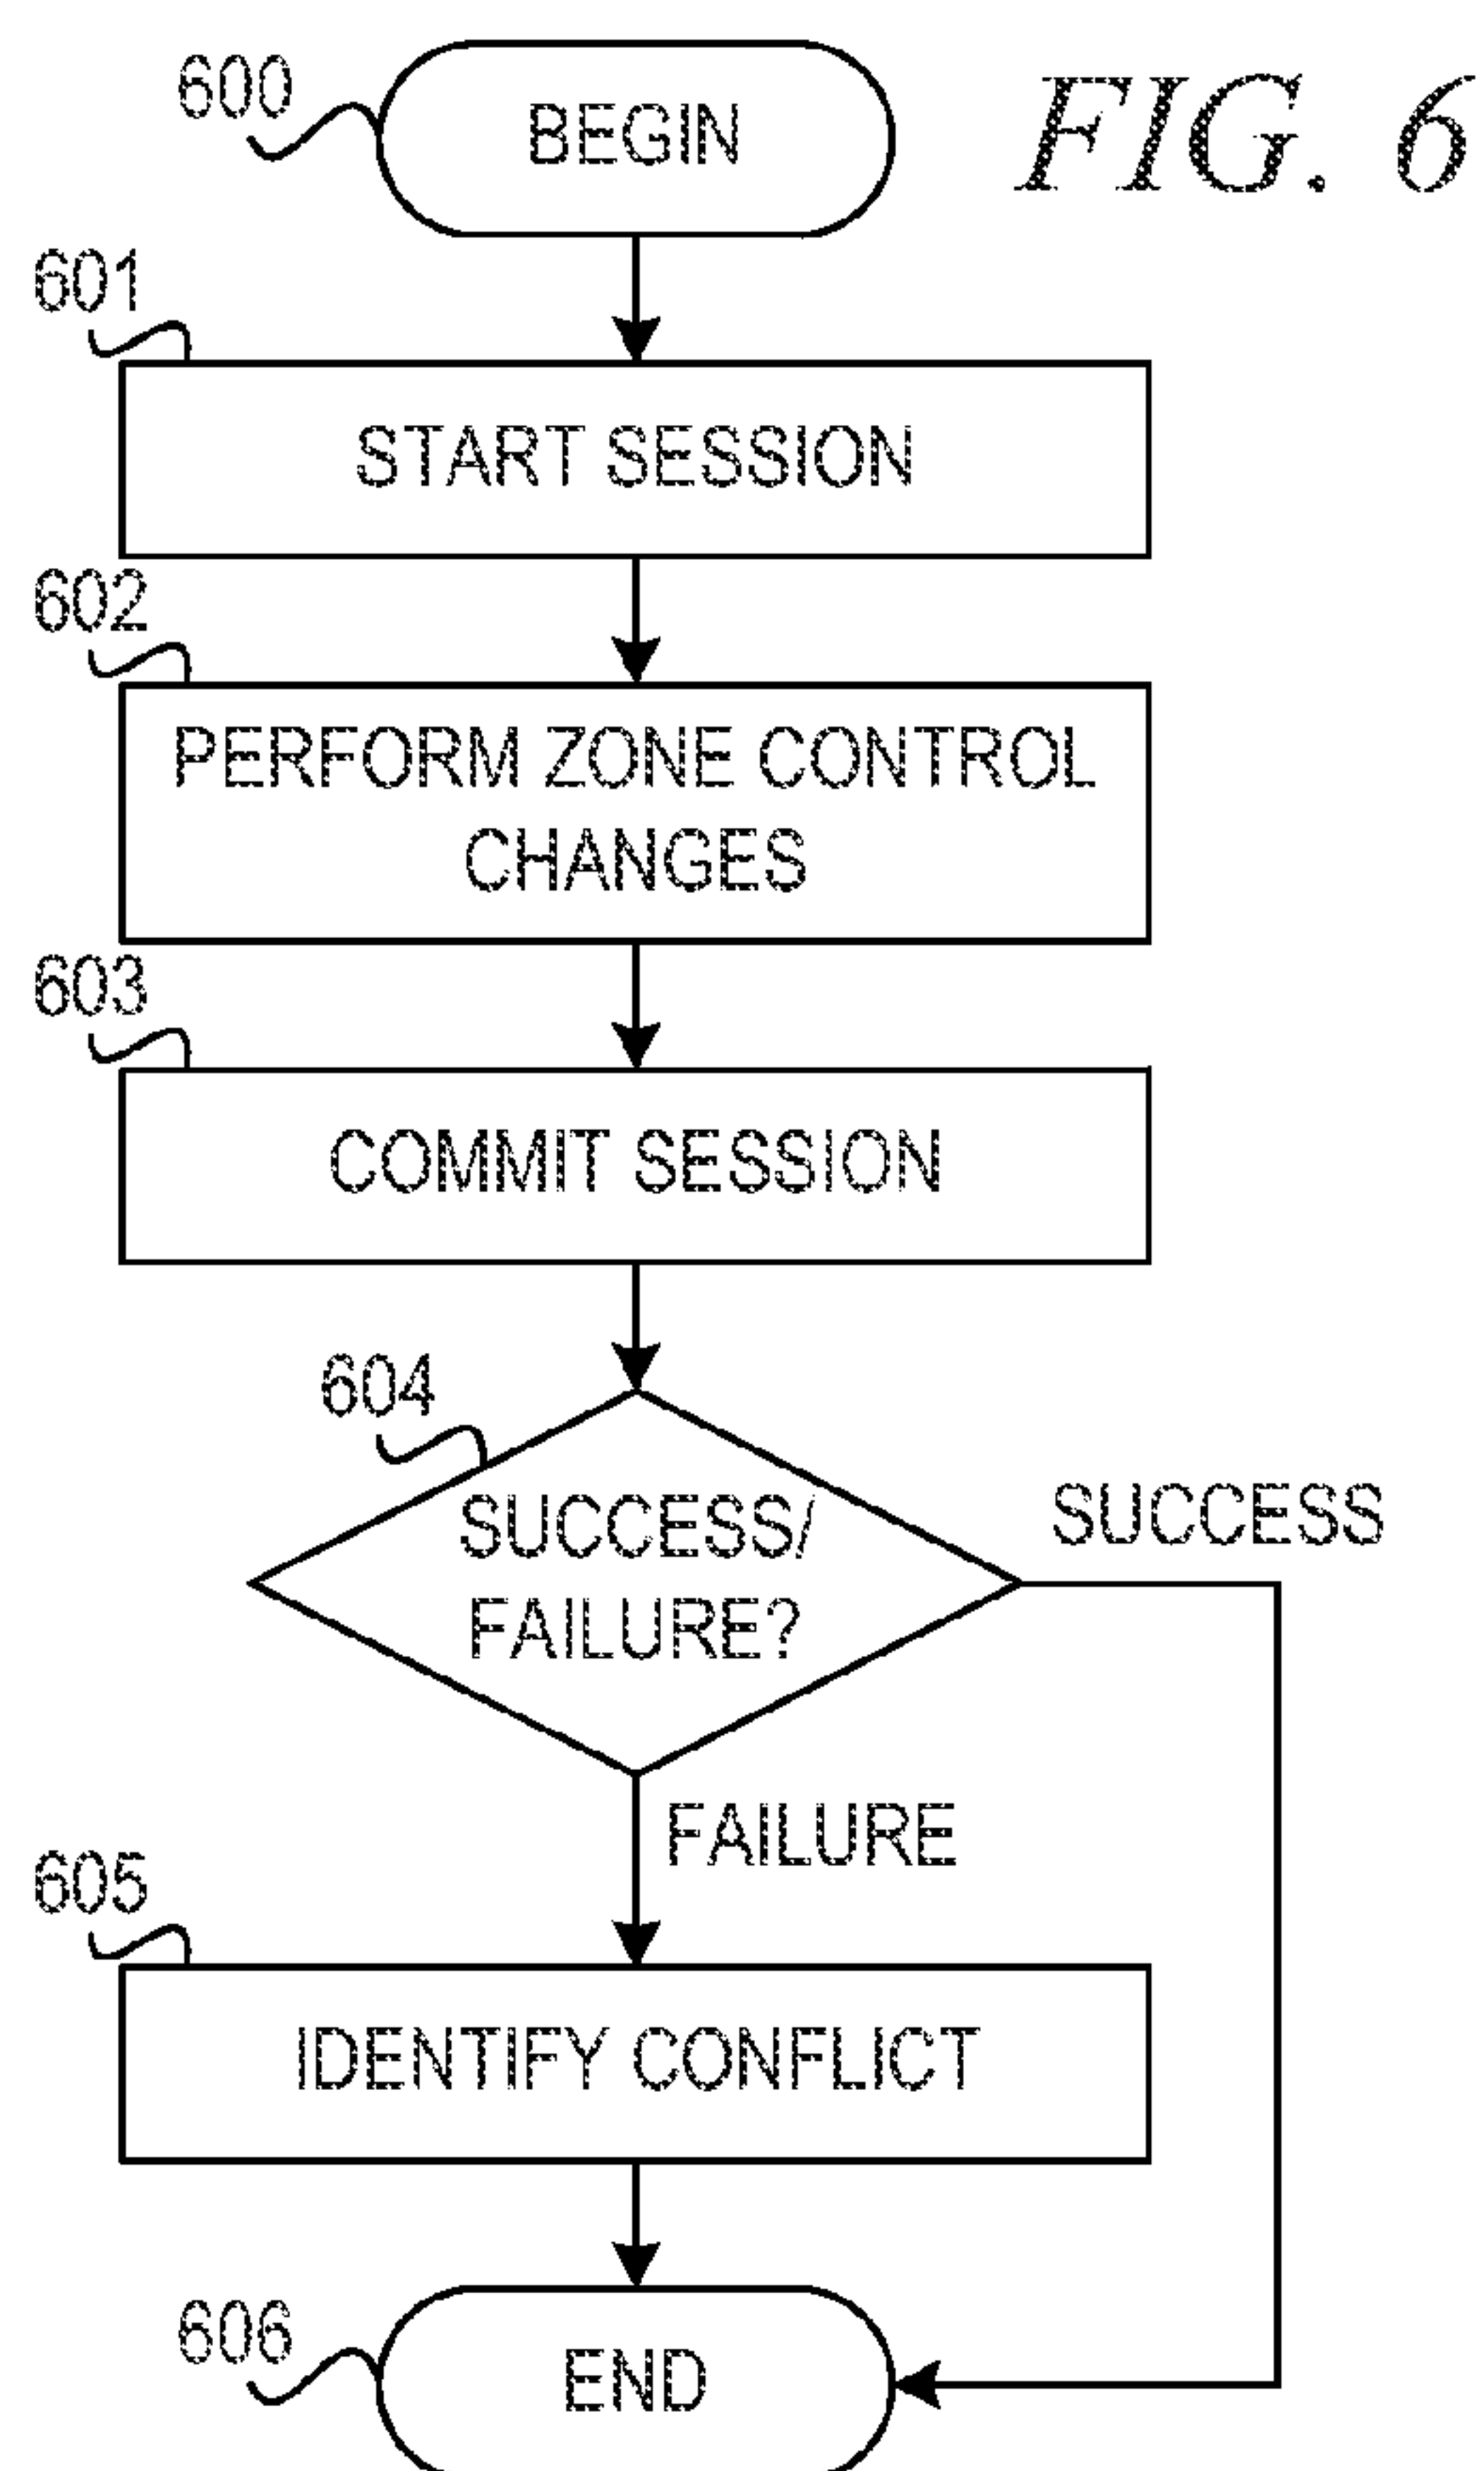 600
BEGIN
FIG. 6
601
START SESSION
602
PERFORM ZONE CONTROL
CHANGES
603
COMMIT SESSION
604
SUCCESS/
FAILURE?
SUCCESS
FAILURE
605
IDENTIFY CONFLICT
606
END